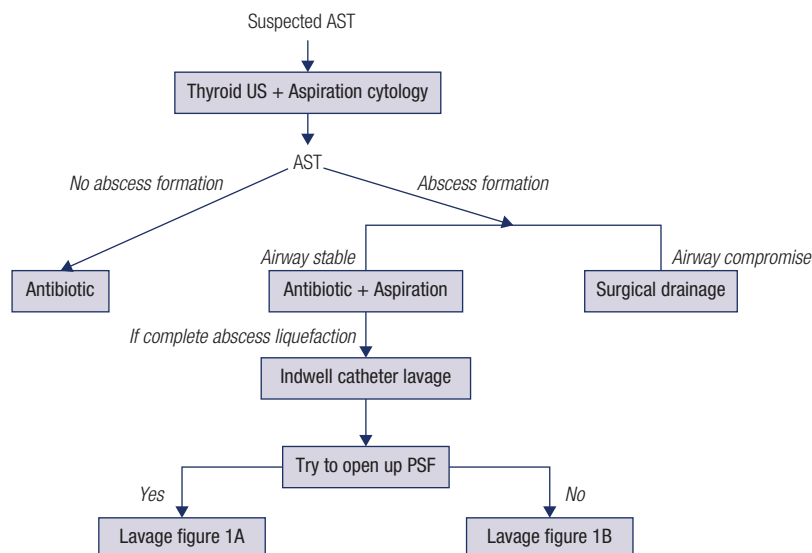 Suspected AST
Thyroid US + Aspiration cytology
AST
No abscess formation
Abscess formation
Airway stable
Airway compromise
Antibiotic
Antibiotic + Aspiration
Surgical drainage
If complete abscess liquefaction
Indwell catheter lavage
Try to open up PSF
Yes
No
Lavage figure 1A
Lavage figure 1B